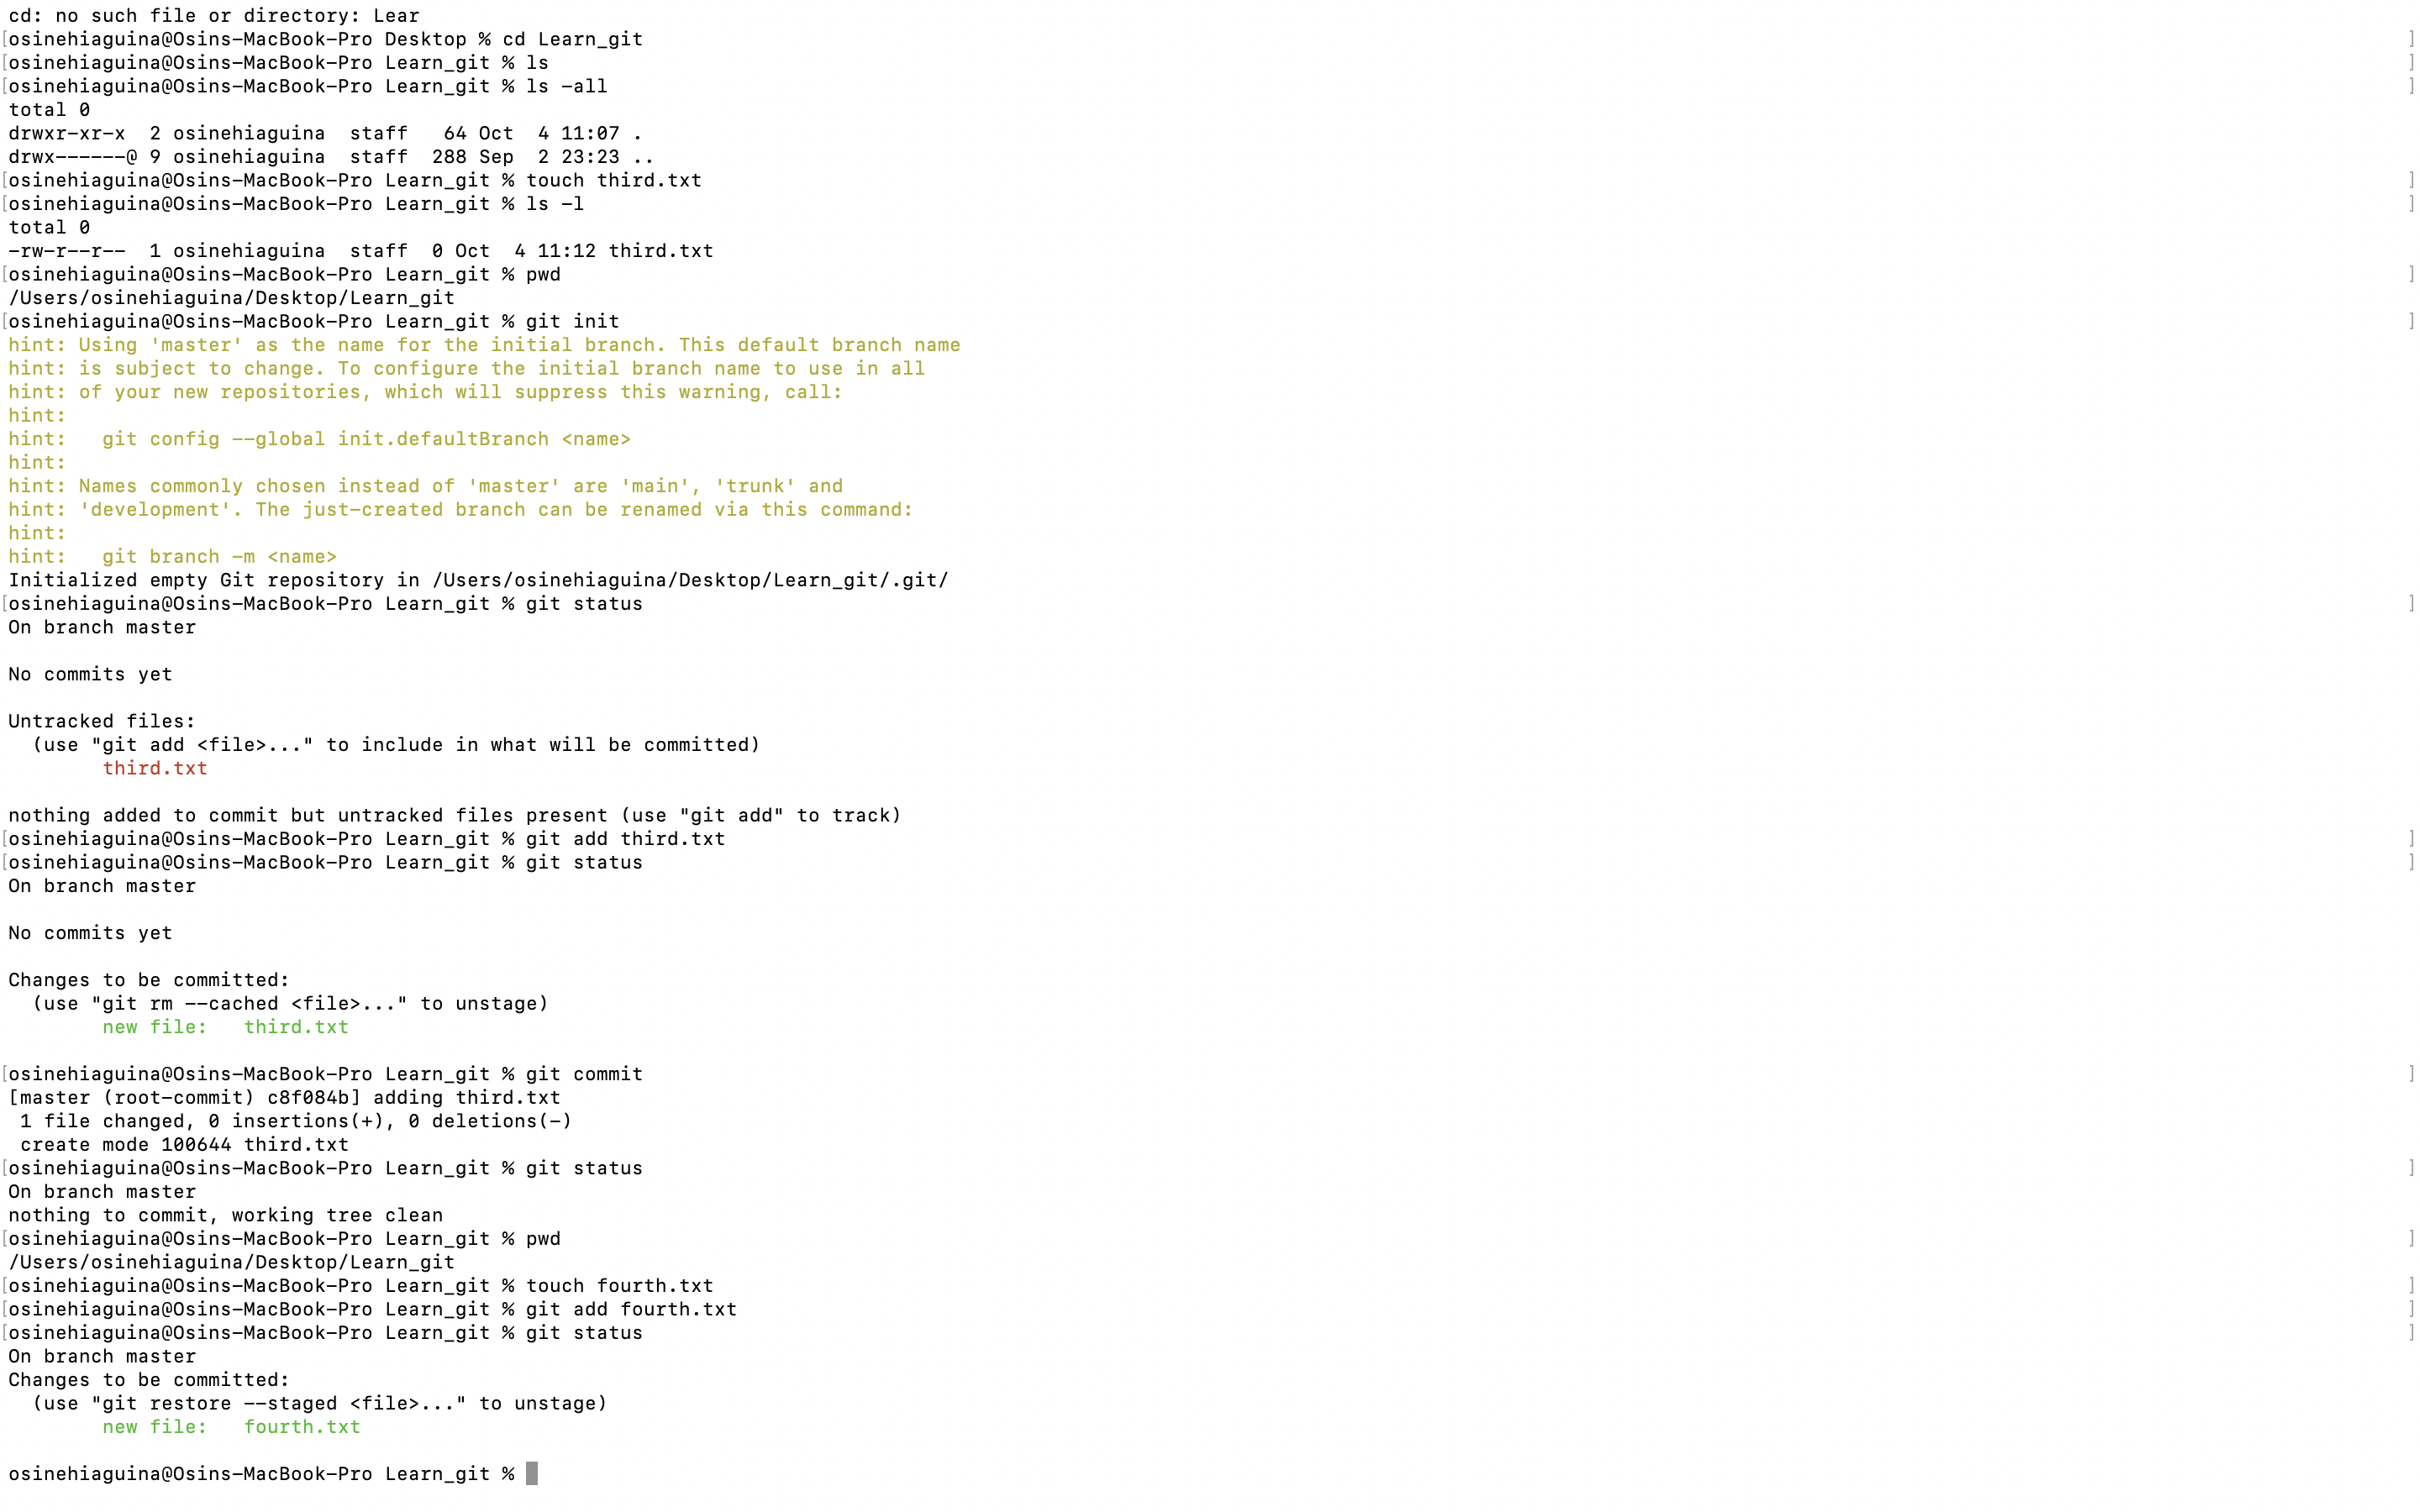 cd: no such file or directory: Lear
[osinehiaguina@Osins-MacBook-Pro Desktop % cd Learn_git ]
[osinehiaguina@Osins-MacBook-Pro Learn_git % ls ]
[osinehiaguina@Osins-MacBook-Pro Learn_git % ls -all ]
total 0
drwxr-xr-x  2 osinehiaguina  staff   64 Oct  4 11:07 .
drwx------@ 9 osinehiaguina  staff  288 Sep  2 23:23 ..
[osinehiaguina@Osins-MacBook-Pro Learn_git % touch third.txt ]
[osinehiaguina@Osins-MacBook-Pro Learn_git % ls -l ]
total 0
-rw-r--r--  1 osinehiaguina  staff  0 Oct  4 11:12 third.txt
[osinehiaguina@Osins-MacBook-Pro Learn_git % pwd ]
/Users/osinehiaguina/Desktop/Learn_git
[osinehiaguina@Osins-MacBook-Pro Learn_git % git init ]
hint: Using 'master' as the name for the initial branch. This default branch name
hint: is subject to change. To configure the initial branch name to use in all
hint: of your new repositories, which will suppress this warning, call:
hint:
hint:   git config --global init.defaultBranch <name>
hint:
hint: Names commonly chosen instead of 'master' are 'main', 'trunk' and
hint: 'development'. The just-created branch can be renamed via this command:
hint:
hint:   git branch -m <name>
Initialized empty Git repository in /Users/osinehiaguina/Desktop/Learn_git/.git/
[osinehiaguina@Osins-MacBook-Pro Learn_git % git status ]
On branch master

No commits yet

Untracked files:
  (use "git add <file>..." to include in what will be committed)
        third.txt

nothing added to commit but untracked files present (use "git add" to track)
[osinehiaguina@Osins-MacBook-Pro Learn_git % git add third.txt ]
[osinehiaguina@Osins-MacBook-Pro Learn_git % git status ]
On branch master

No commits yet

Changes to be committed:
  (use "git rm --cached <file>..." to unstage)
        new file:   third.txt

[osinehiaguina@Osins-MacBook-Pro Learn_git % git commit ]
[master (root-commit) c8f084b] adding third.txt
 1 file changed, 0 insertions(+), 0 deletions(-)
 create mode 100644 third.txt
[osinehiaguina@Osins-MacBook-Pro Learn_git % git status ]
On branch master
nothing to commit, working tree clean
[osinehiaguina@Osins-MacBook-Pro Learn_git % pwd ]
/Users/osinehiaguina/Desktop/Learn_git
[osinehiaguina@Osins-MacBook-Pro Learn_git % touch fourth.txt ]
[osinehiaguina@Osins-MacBook-Pro Learn_git % git add fourth.txt ]
[osinehiaguina@Osins-MacBook-Pro Learn_git % git status ]
On branch master
Changes to be committed:
  (use "git restore --staged <file>..." to unstage)
        new file:   fourth.txt

osinehiaguina@Osins-MacBook-Pro Learn_git %